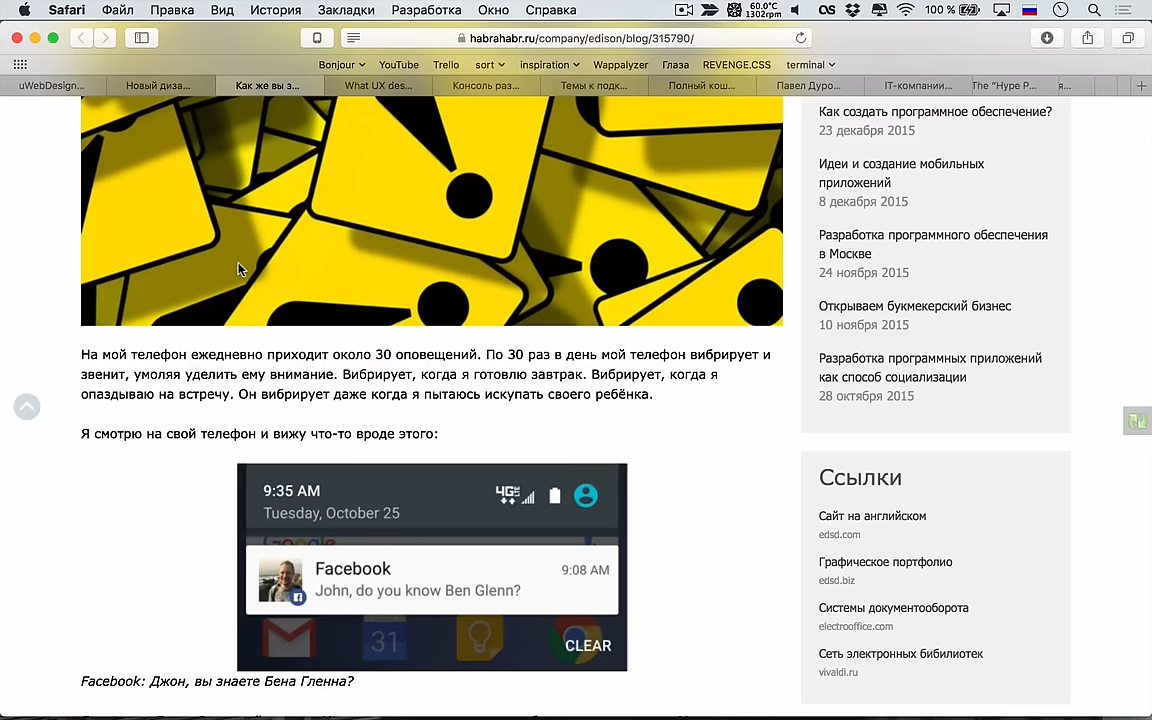 Safari Файл Правка Вид История Закладки Разработка Окно Справка
60.0°C
1302rpm
100 %
habrahabr.ru/company/edison/blog/315790/
Bonjour YouTube Trello sort inspiration Wappalyzer Глаза REVENGE.CSS terminal
uWebDesign... Новый диза... Как же вы з... What UX des... Консоль раз... Темы к подк... Полный кош... Павел Дуро... IT-компании... The "Hype P... я...
Как создать программное обеспечение?
23 декабря 2015
Идеи и создание мобильных
приложений
8 декабря 2015
Разработка программного обеспечения
в Москве
24 ноября 2015
Открываем букмекерский бизнес
10 ноября 2015
Разработка программных приложений
как способ социализации
28 октября 2015
На мой телефон ежедневно приходит около 30 оповещений. По 30 раз в день мой телефон вибрирует и
звенит, умоляя уделить ему внимание. Вибрирует, когда я готовлю завтрак. Вибрирует, когда я
опаздываю на встречу. Он вибрирует даже когда я пытаюсь искупать своего ребёнка.
Я смотрю на свой телефон и вижу что-то вроде этого:
9:35 AM
4G
Tuesday, October 25
Facebook 9:08 AM
John, do you know Ben Glenn?
31
CLEAR
Facebook: Джон, вы знаете Бена Гленна?
Ссылки
Сайт на английском
edsd.com
Графическое портфолио
edsd.biz
Системы документооборота
electrooffice.com
Сеть электронных бибилиотек
vivaldi.ru